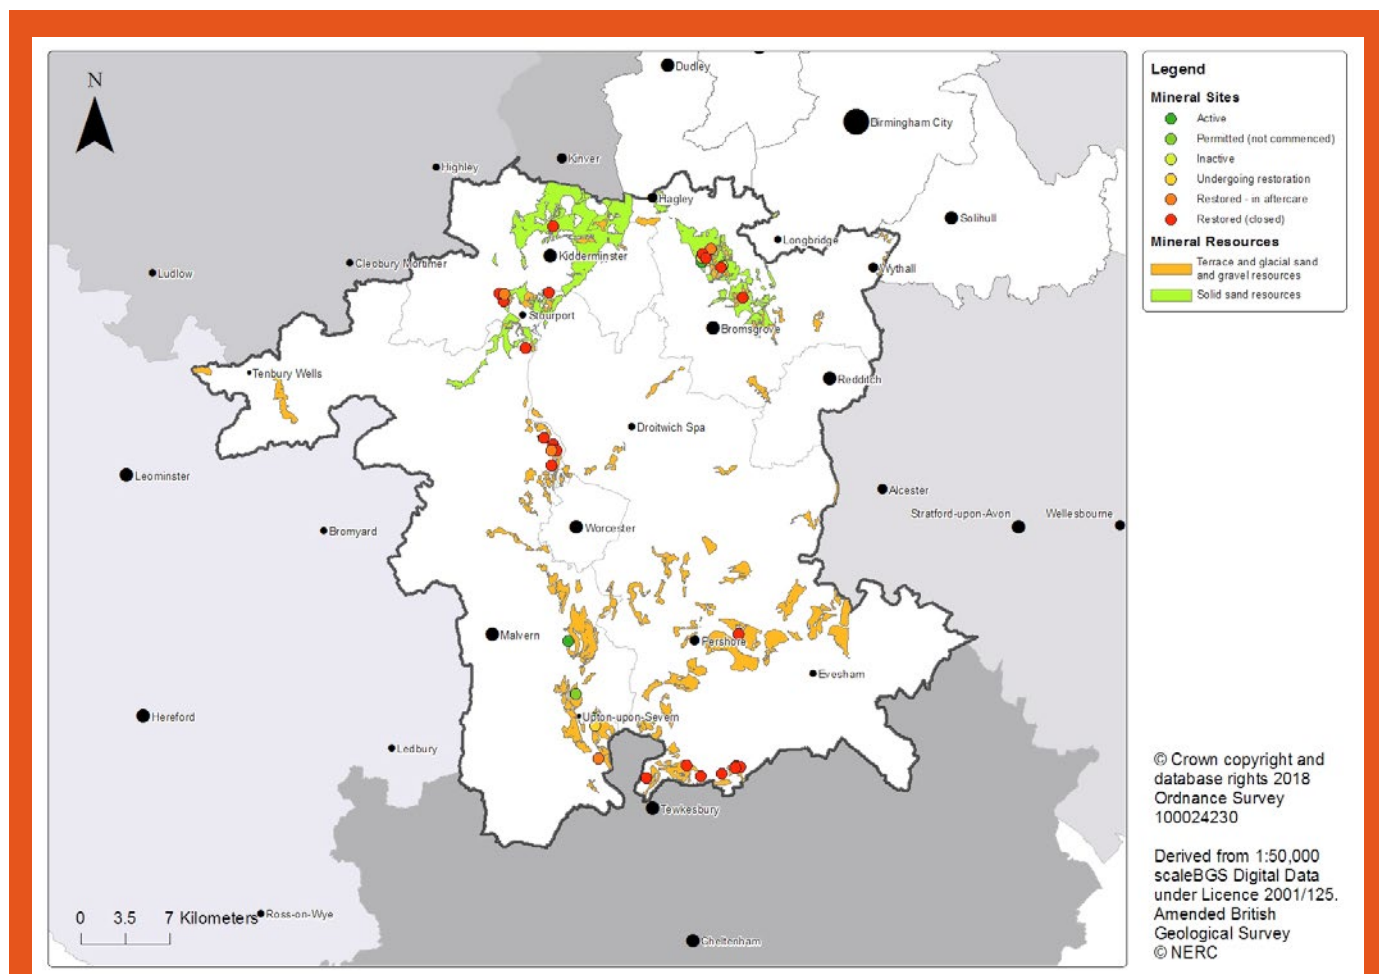 N
Dudley
Birmingham City
Kinver
Highley
Hagley
Solihull
Longbridge
Kidderminster
Cleobury Mortimer
Wythall
Ludlow
Stourport
Bromsgrove
Tenbury Wells
Redditch
Droitwich Spa
Leominster
Alcester
Stratford-upon-Avon
Wellesbourne
Bromyard
Worcester
Malvern
Pershore
Evesham
Hereford
Upton-upon-Severn
Ledbury
Tewkesbury
Ross-on-Wye
Cheltenham
0 3.5 7 Kilometers
Legend
Mineral Sites
Active
Permitted (not commenced)
Inactive
Undergoing restoration
Restored - in aftercare
Restored (closed)
Mineral Resources
Terrace and glacial sand
and gravel resources
Solid sand resources
© Crown copyright and
database rights 2018
Ordnance Survey
100024230
Derived from 1:50,000
scaleBGS Digital Data
under Licence 2001/125.
Amended British
Geological Survey
© NERC